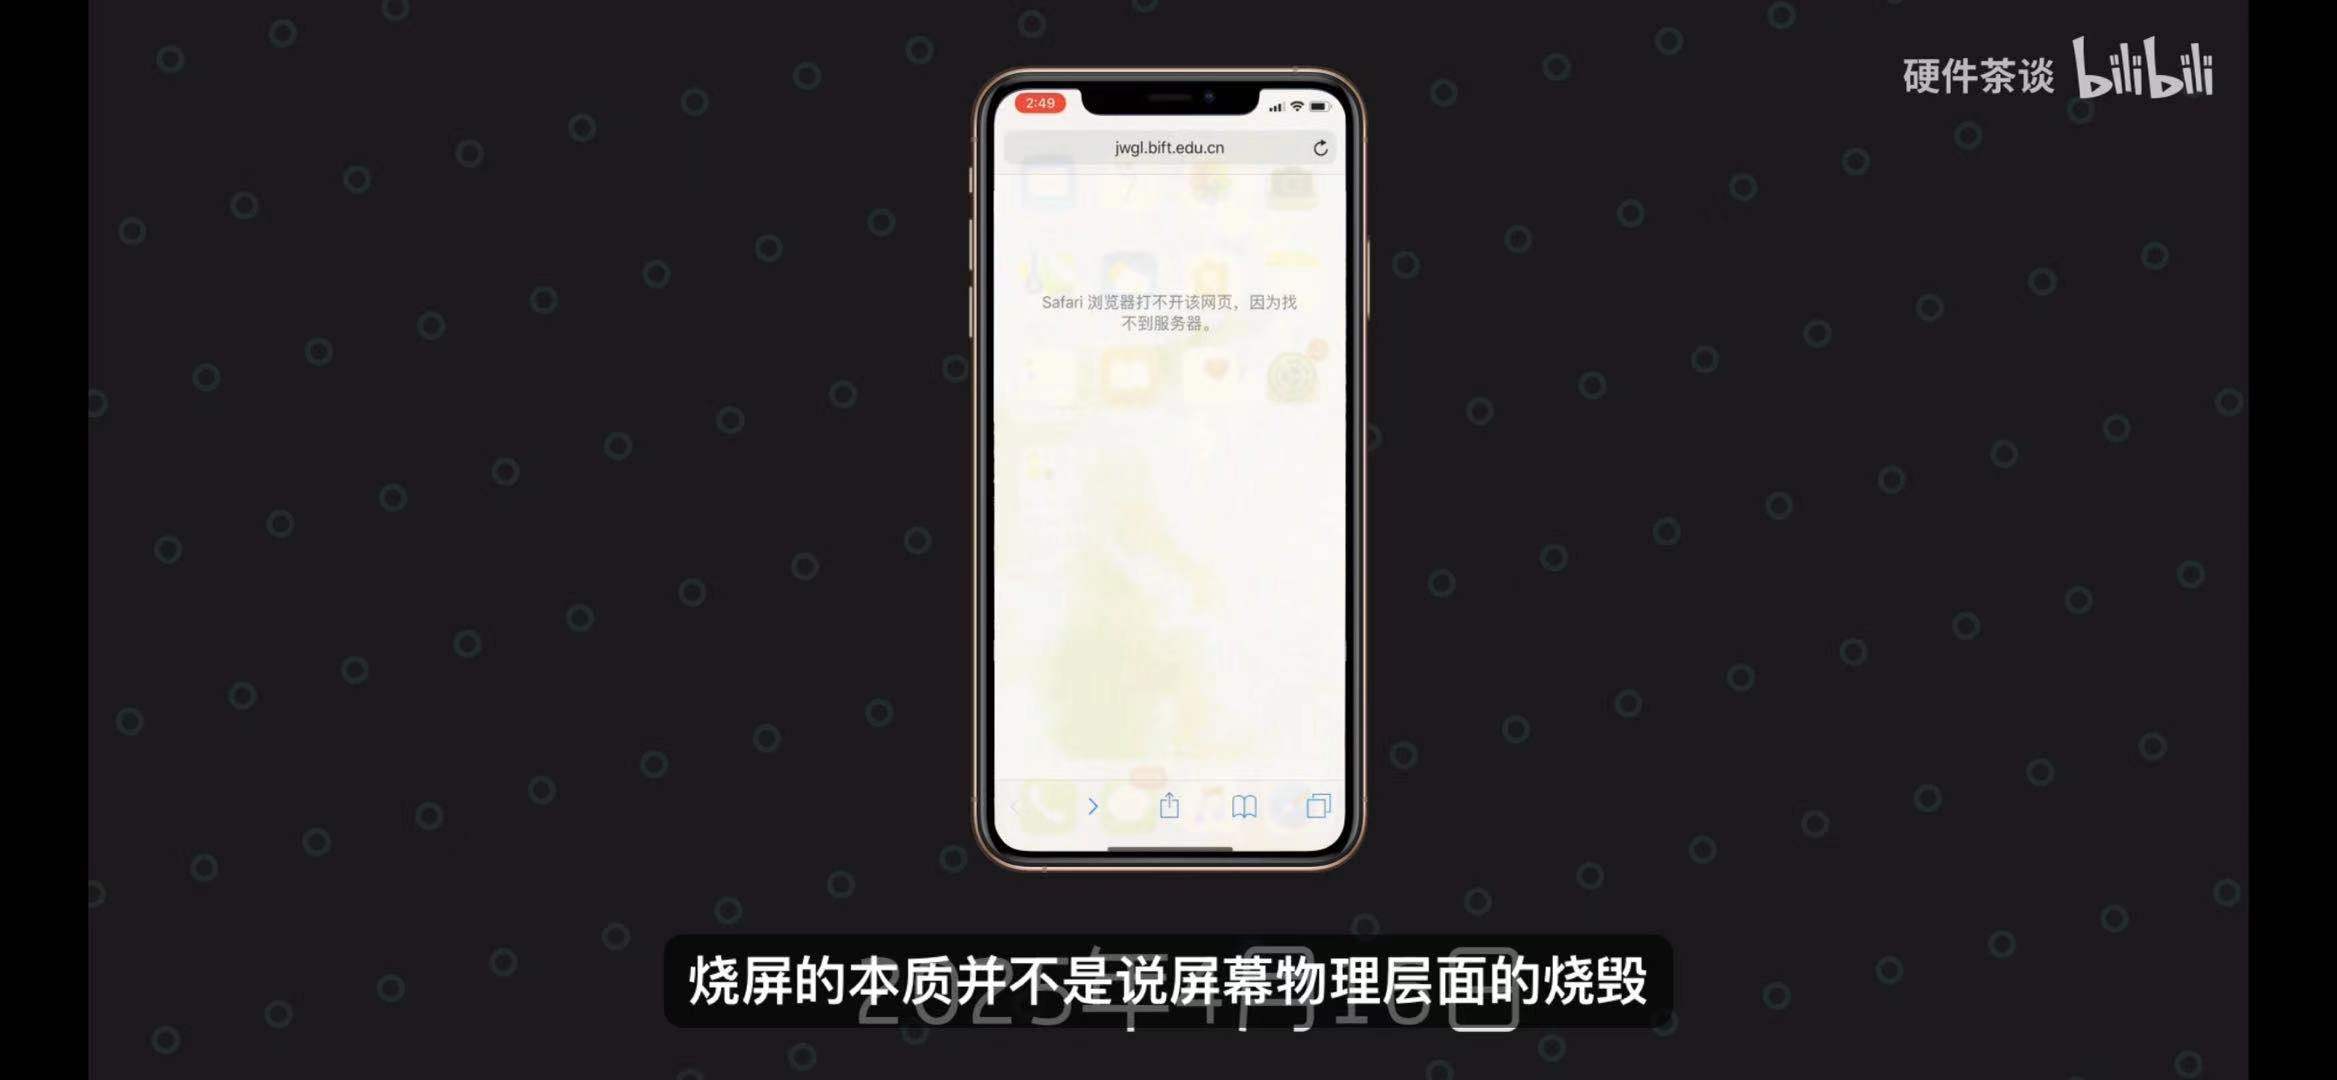 硬件茶谈 bilibili
2:49
jwgl.bift.edu.cn
Safari 浏览器打不开该网页，因为找
不到服务器。
烧屏的本质并不是说屏幕物理层面的烧毁
2025年4月16日